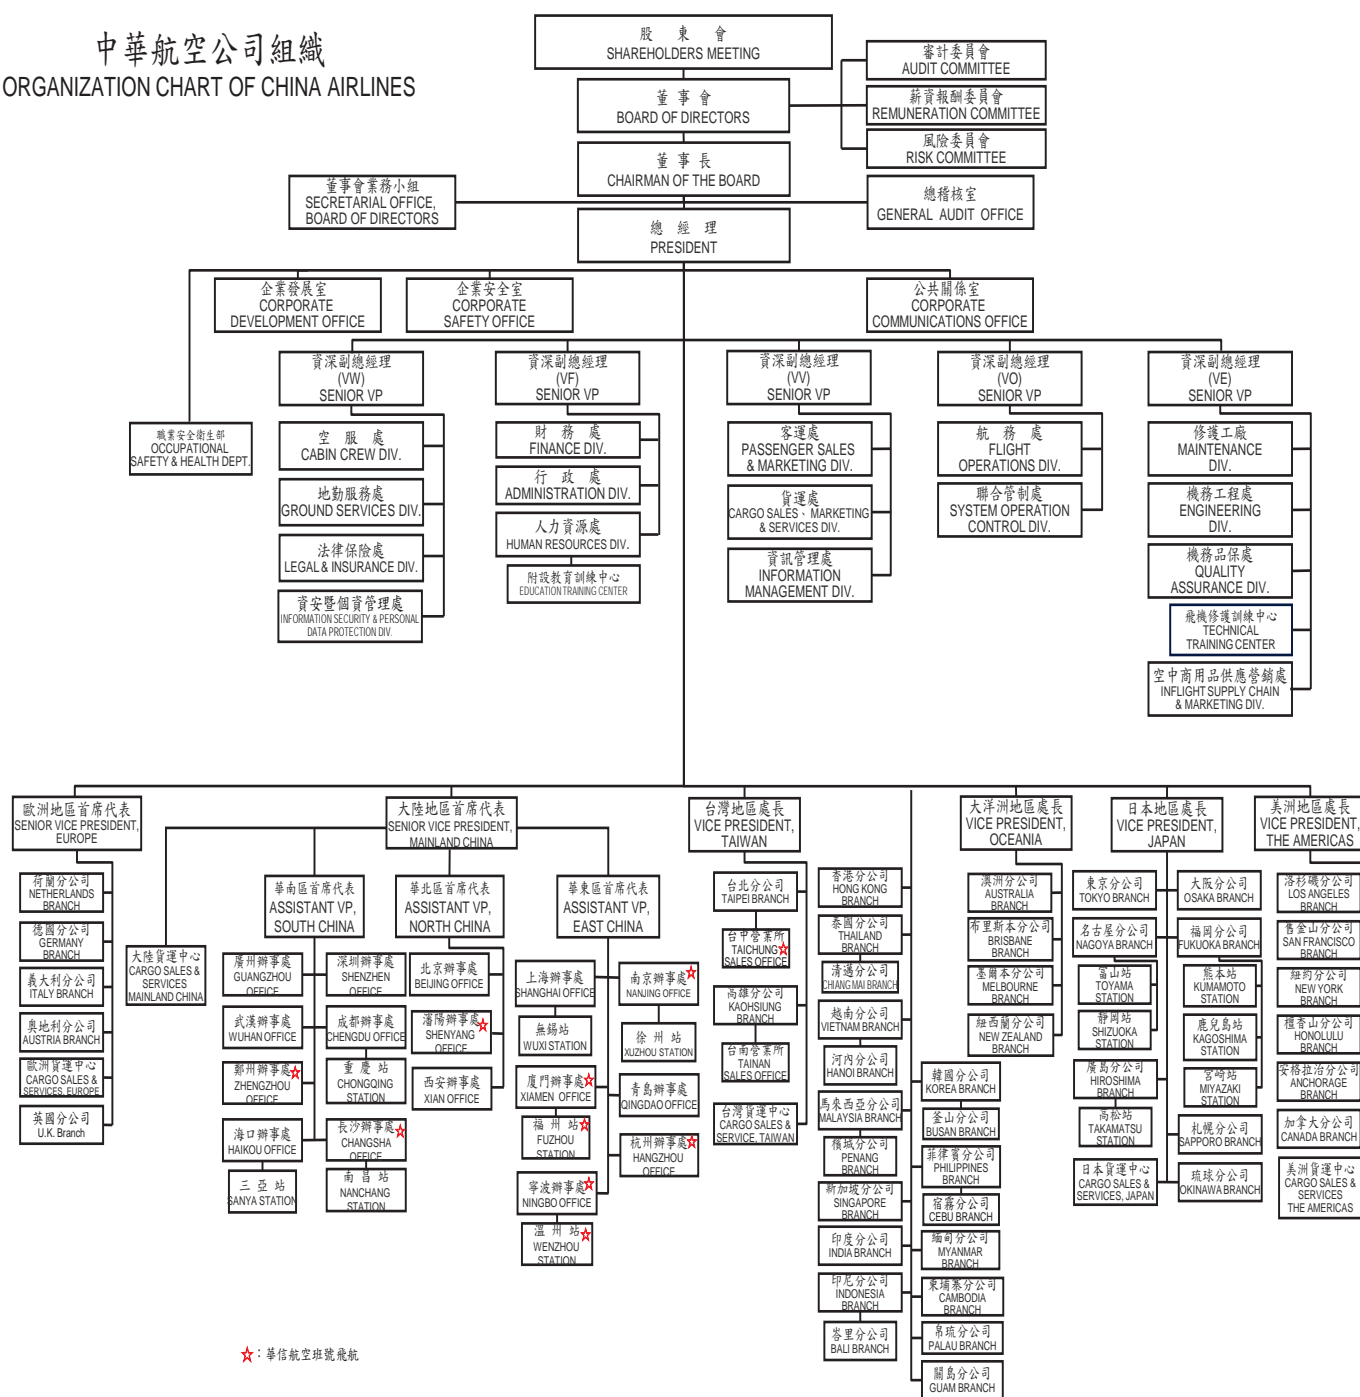 中華航空公司組織
ORGANIZATION CHART OF CHINA AIRLINES
股 東 會
SHAREHOLDERS MEETING
董 事 會
BOARD OF DIRECTORS
審計委員會
AUDIT COMMITTEE
薪資報酬委員會
REMUNERATION COMMITTEE
風險委員會
RISK COMMITTEE
董 事 長
CHAIRMAN OF THE BOARD
董事會業務小組
SECRETARIAL OFFICE,
BOARD OF DIRECTORS
總稽核室
GENERAL AUDIT OFFICE
總 經 理
PRESIDENT
企業發展室
CORPORATE
DEVELOPMENT OFFICE
企業安全室
CORPORATE
SAFETY OFFICE
公共關係室
CORPORATE
COMMUNICATIONS OFFICE
職業安全衛生部
OCCUPATIONAL
SAFETY & HEALTH DEPT.
資深副總經理
(VW)
SENIOR VP
空 服 處
CABIN CREW DIV.
地勤服務處
GROUND SERVICES DIV.
法律保險處
LEGAL & INSURANCE DIV.
資安暨個資管理處
INFORMATION SECURITY & PERSONAL
DATA PROTECTION DIV.
資深副總經理
(VF)
SENIOR VP
財 務 處
FINANCE DIV.
行 政 處
ADMINISTRATION DIV.
人力資源處
HUMAN RESOURCES DIV.
附設教育訓練中心
EDUCATION TRAINING CENTER
資深副總經理
(VV)
SENIOR VP
客運處
PASSENGER SALES
& MARKETING DIV.
貨運處
CARGO SALES、MARKETING
& SERVICES DIV.
資訊管理處
INFORMATION
MANAGEMENT DIV.
資深副總經理
(VO)
SENIOR VP
航 務 處
FLIGHT
OPERATIONS DIV.
聯合管制處
SYSTEM OPERATION
CONTROL DIV.
資深副總經理
(VE)
SENIOR VP
修護工廠
MAINTENANCE
DIV.
機務工程處
ENGINEERING
DIV.
機務品保處
QUALITY
ASSURANCE DIV.
飛機修護訓練中心
TECHNICAL
TRAINING CENTER
空中商用品供應營銷處
INFLIGHT SUPPLY CHAIN
& MARKETING DIV.
歐洲地區首席代表
SENIOR VICE PRESIDENT,
EUROPE
荷蘭分公司
NETHERLANDS
BRANCH
德國分公司
GERMANY
BRANCH
義大利分公司
ITALY BRANCH
奧地利分公司
AUSTRIA BRANCH
歐洲貨運中心
CARGO SALES &
SERVICES, EUROPE
英國分公司
U.K. Branch
大陸地區首席代表
SENIOR VICE PRESIDENT,
MAINLAND CHINA
大陸貨運中心
CARGO SALES &
SERVICES
MAINLAND CHINA
華南區首席代表
ASSISTANT VP,
SOUTH CHINA
廣州辦事處
GUANGZHOU
OFFICE
深圳辦事處
SHENZHEN
OFFICE
武漢辦事處
WUHAN OFFICE
成都辦事處
CHENGDU OFFICE
鄭州辦事處
ZHENGZHOU
OFFICE
重 慶 站
CHONGQING
STATION
海口辦事處
HAIKOU OFFICE
長沙辦事處
CHANGSHA
OFFICE
三 亞 站
SANYA STATION
南 昌 站
NANCHANG
STATION
華北區首席代表
ASSISTANT VP,
NORTH CHINA
北京辦事處
BEIJING OFFICE
瀋陽辦事處
SHENYANG
OFFICE
西安辦事處
XIAN OFFICE
華東區首席代表
ASSISTANT VP,
EAST CHINA
上海辦事處
SHANGHAI OFFICE
南京辦事處
NANJING OFFICE
無錫站
WUXI STATION
徐 州 站
XUZHOU STATION
廈門辦事處
XIAMEN OFFICE
青島辦事處
QINGDAO OFFICE
福 州 站
FUZHOU
STATION
杭州辦事處
HANGZHOU
OFFICE
寧波辦事處
NINGBO OFFICE
溫 州 站
WENZHOU
STATION
台灣地區處長
VICE PRESIDENT,
TAIWAN
台北分公司
TAIPEI BRANCH
台中營業所
TAICHUNG
SALES OFFICE
高雄分公司
KAOHSIUNG
BRANCH
台南營業所
TAINAN
SALES OFFICE
台灣貨運中心
CARGO SALES &
SERVICE, TAIWAN
香港分公司
HONG KONG
BRANCH
泰國分公司
THAILAND
BRANCH
清邁分公司
CHIANG MAI BRANCH
越南分公司
VIETNAM BRANCH
河內分公司
HANOI BRANCH
馬來西亞分公司
MALAYSIA BRANCH
檳城分公司
PENANG
BRANCH
新加坡分公司
SINGAPORE
BRANCH
印度分公司
INDIA BRANCH
印尼分公司
INDONESIA
BRANCH
峇里分公司
BALI BRANCH
韓國分公司
KOREA BRANCH
釜山分公司
BUSAN BRANCH
菲律賓分公司
PHILIPPINES
BRANCH
宿霧分公司
CEBU BRANCH
緬甸分公司
MYANMAR
BRANCH
柬埔寨分公司
CAMBODIA
BRANCH
帛琉分公司
PALAU BRANCH
關島分公司
GUAM BRANCH
大洋洲地區處長
VICE PRESIDENT,
OCEANIA
澳洲分公司
AUSTRALIA
BRANCH
布里斯本分公司
BRISBANE
BRANCH
墨爾本分公司
MELBOURNE
BRANCH
紐西蘭分公司
NEW ZEALAND
BRANCH
日本地區處長
VICE PRESIDENT,
JAPAN
東京分公司
TOKYO BRANCH
大阪分公司
OSAKA BRANCH
名古屋分公司
NAGOYA BRANCH
福岡分公司
FUKUOKA BRANCH
富山站
TOYAMA
STATION
熊本站
KUMAMOTO
STATION
靜岡站
SHIZUOKA
STATION
鹿兒島站
KAGOSHIMA
STATION
廣島分公司
HIROSHIMA
BRANCH
宮崎站
MIYAZAKI
STATION
高松站
TAKAMATSU
STATION
札幌分公司
SAPPORO BRANCH
日本貨運中心
CARGO SALES &
SERVICES, JAPAN
琉球分公司
OKINAWA BRANCH
美洲地區處長
VICE PRESIDENT,
THE AMERICAS
洛杉磯分公司
LOS ANGELES
BRANCH
舊金山分公司
SAN FRANCISCO
BRANCH
紐約分公司
NEW YORK
BRANCH
檀香山分公司
HONOLULU
BRANCH
安格拉治分公司
ANCHORAGE
BRANCH
加拿大分公司
CANADA BRANCH
美洲貨運中心
CARGO SALES &
SERVICES
THE AMERICAS
☆：華信航空班號飛航